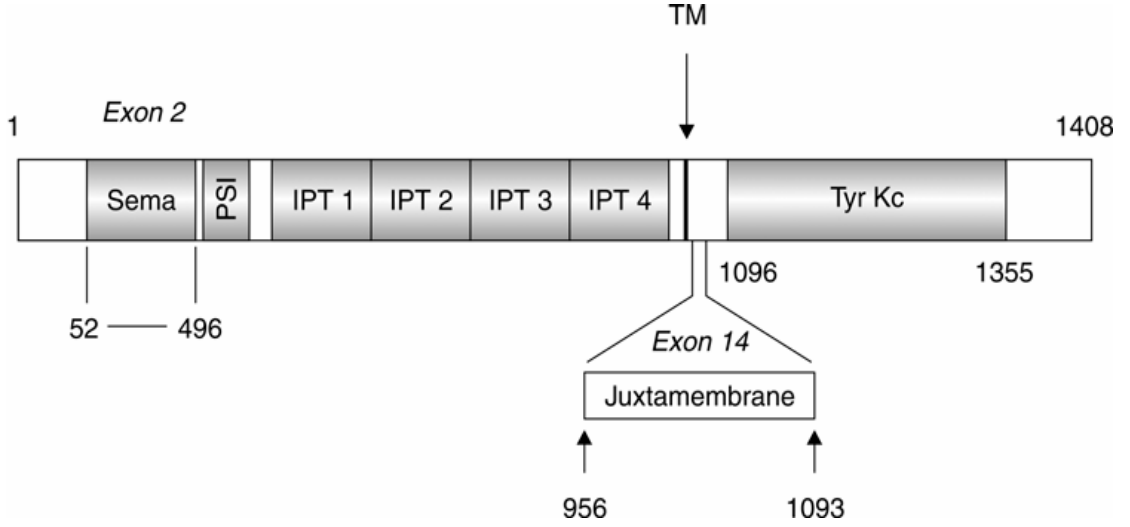 TM
Exon 2
1
1408
Sema
PSI
IPT 1
IPT 2
IPT 3
IPT 4
Tyr Kc
1096
1355
52
496
Exon 14
Juxtamembrane
956
1093